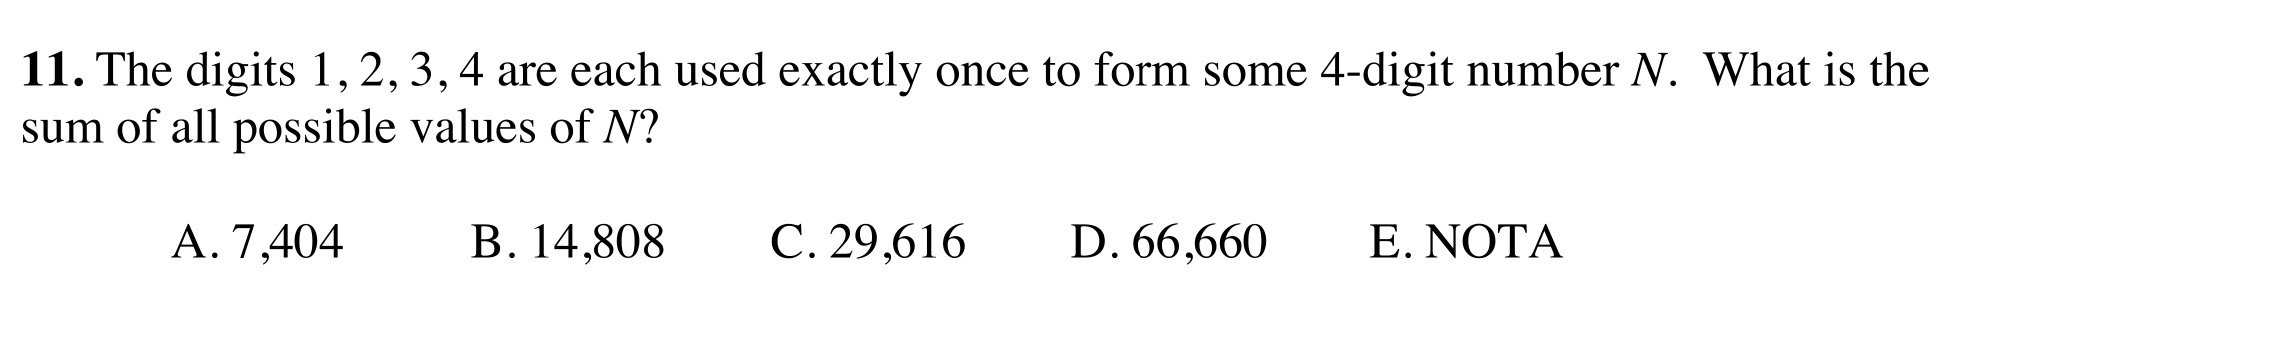 11. The digits 1, 2, 3, 4 are each used exactly once to form some 4-digit number N.  What is the
sum of all possible values of N?
A. 7,404 B. 14,808 C. 29,616 D. 66,660 E. NOTA